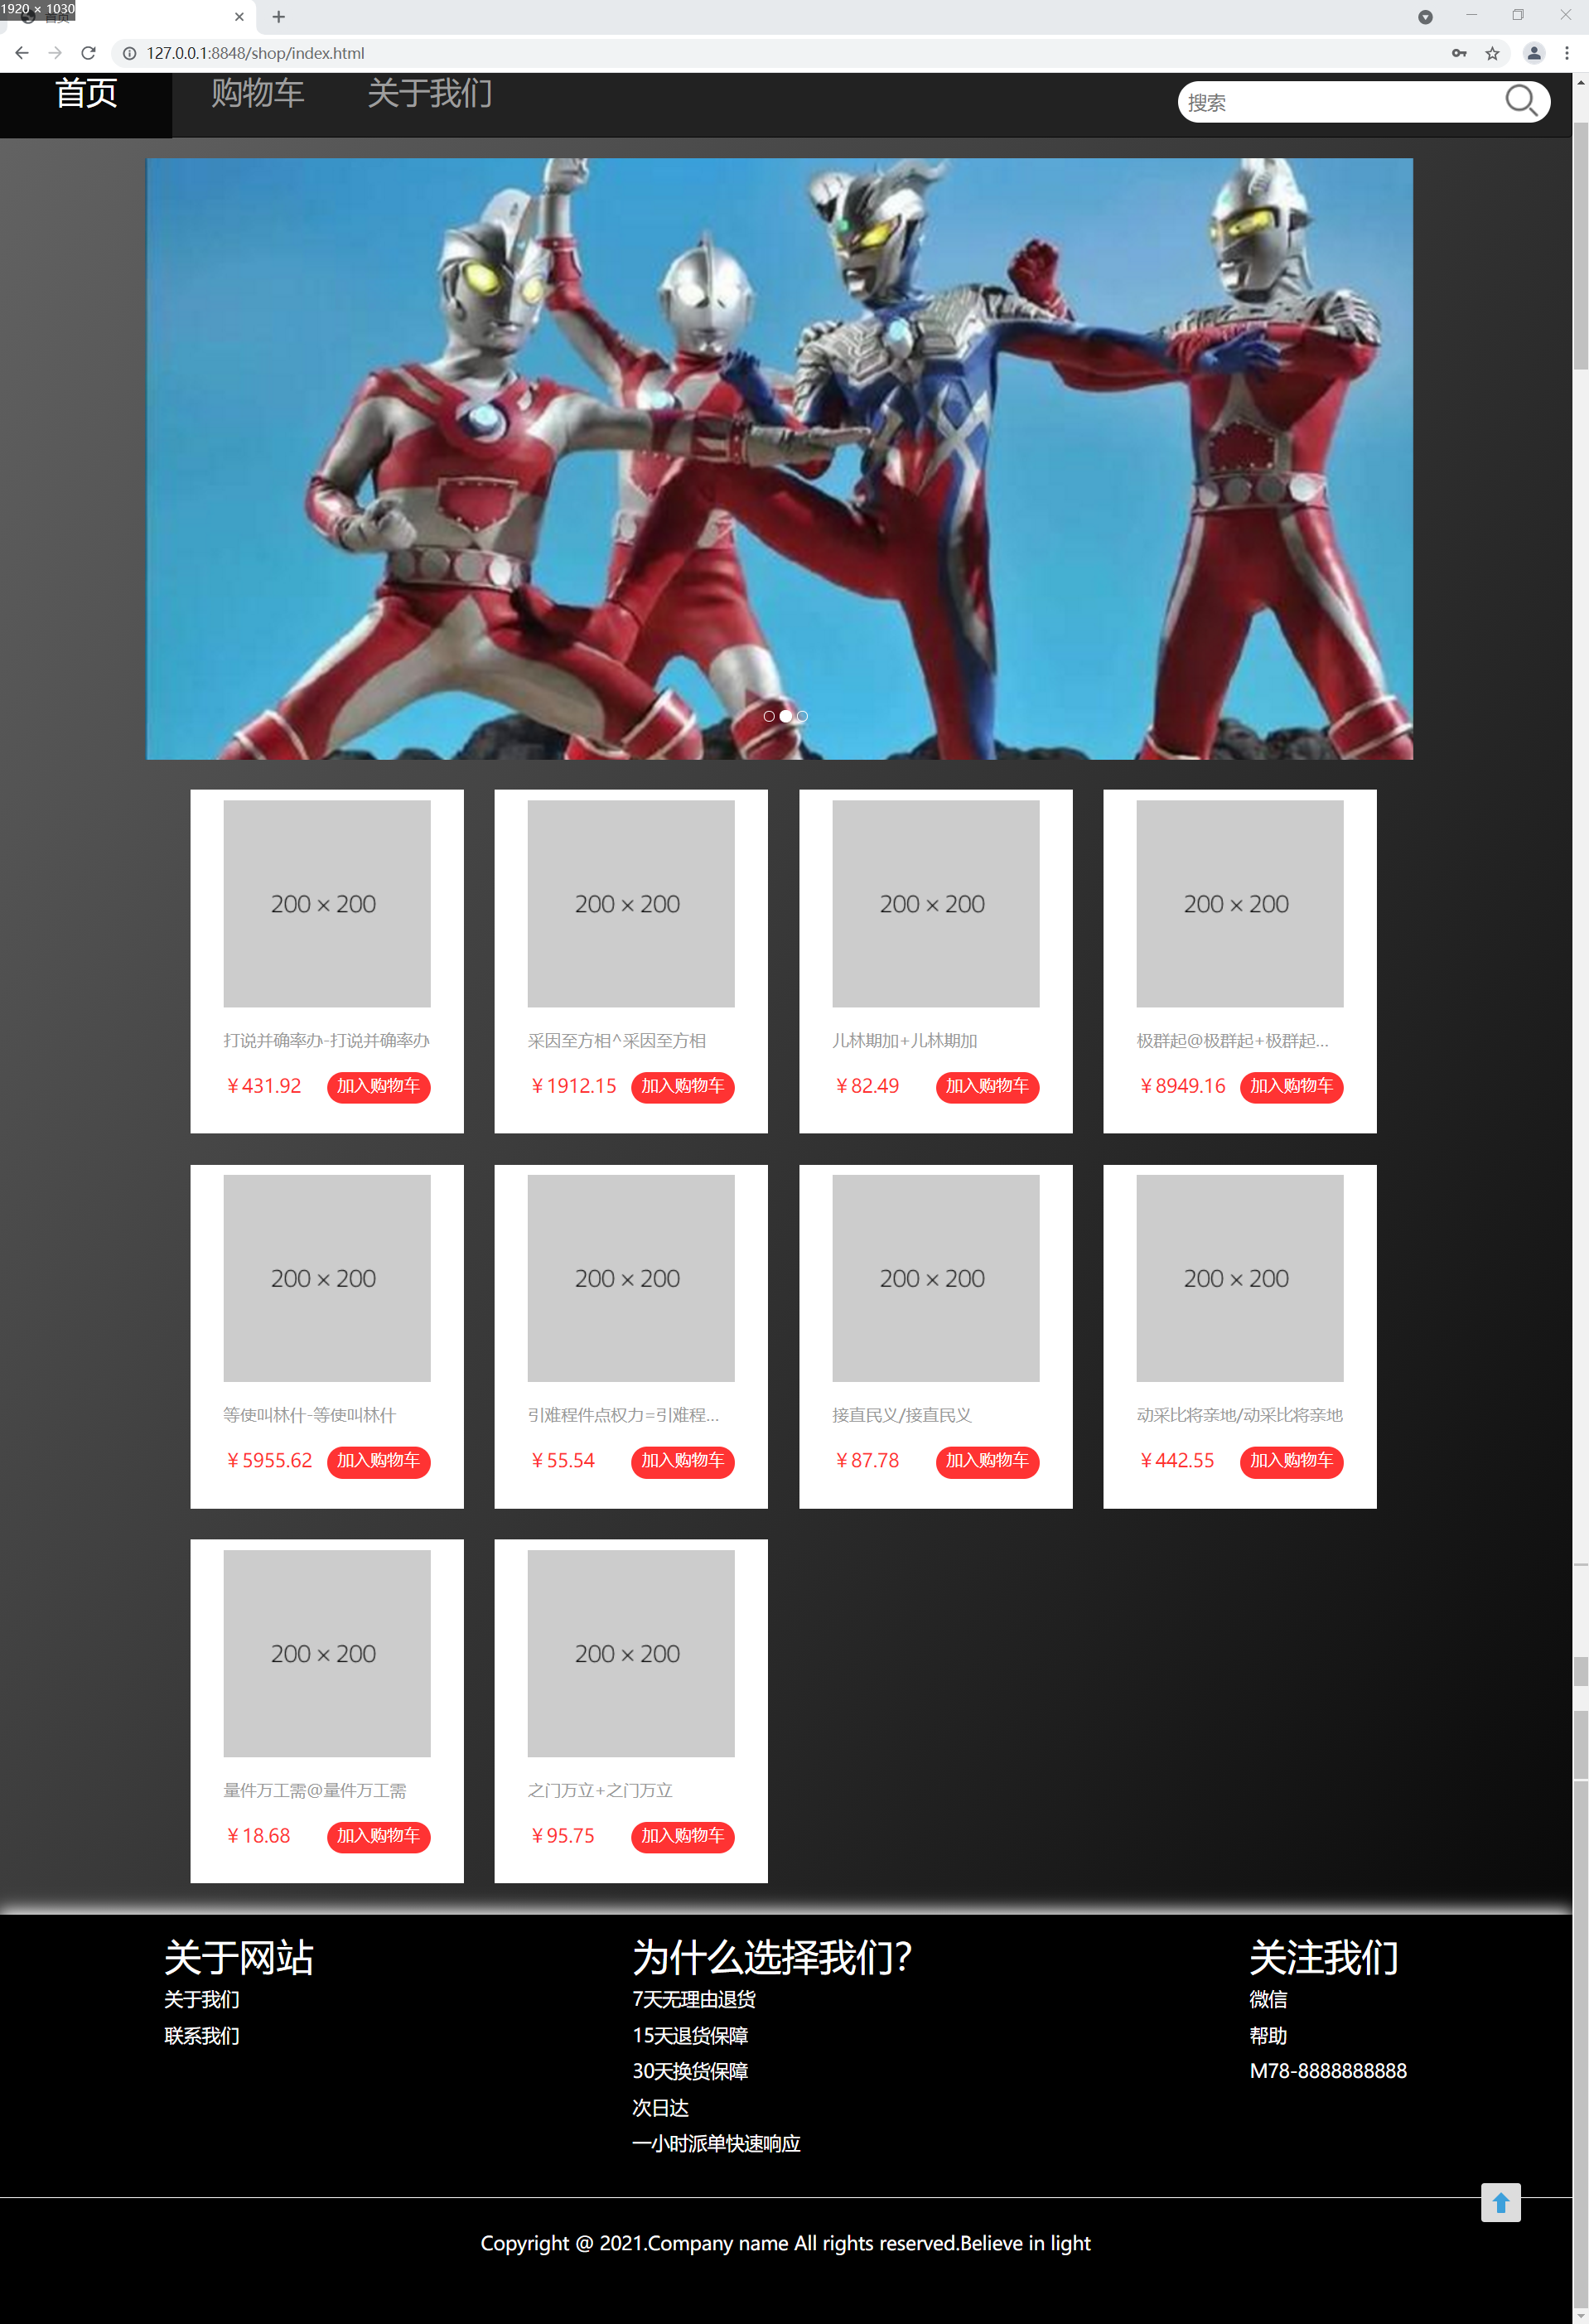 1920 × 1030
首页
127.0.0.1:8848/shop/index.html
首页 购物车 关于我们 搜索
200 × 200 200 × 200 200 × 200 200 × 200
打说并确率办-打说并确率办 采因至方相^采因至方相 儿林期加+儿林期加 极群起@极群起+极群起...
￥431.92 加入购物车 ￥1912.15 加入购物车 ￥82.49 加入购物车 ￥8949.16 加入购物车
200 × 200 200 × 200 200 × 200 200 × 200
等使叫林什-等使叫林什 引难程件点权力=引难程... 接直民义/接直民义 动采比将亲地/动采比将亲地
￥5955.62 加入购物车 ￥55.54 加入购物车 ￥87.78 加入购物车 ￥442.55 加入购物车
200 × 200 200 × 200
量件万工需@量件万工需 之门万立+之门万立
￥18.68 加入购物车 ￥95.75 加入购物车
关于网站
关于我们
联系我们
为什么选择我们?
7天无理由退货
15天退货保障
30天换货保障
次日达
一小时派单快速响应
关注我们
微信
帮助
M78-8888888888
Copyright @ 2021.Company name All rights reserved.Believe in light